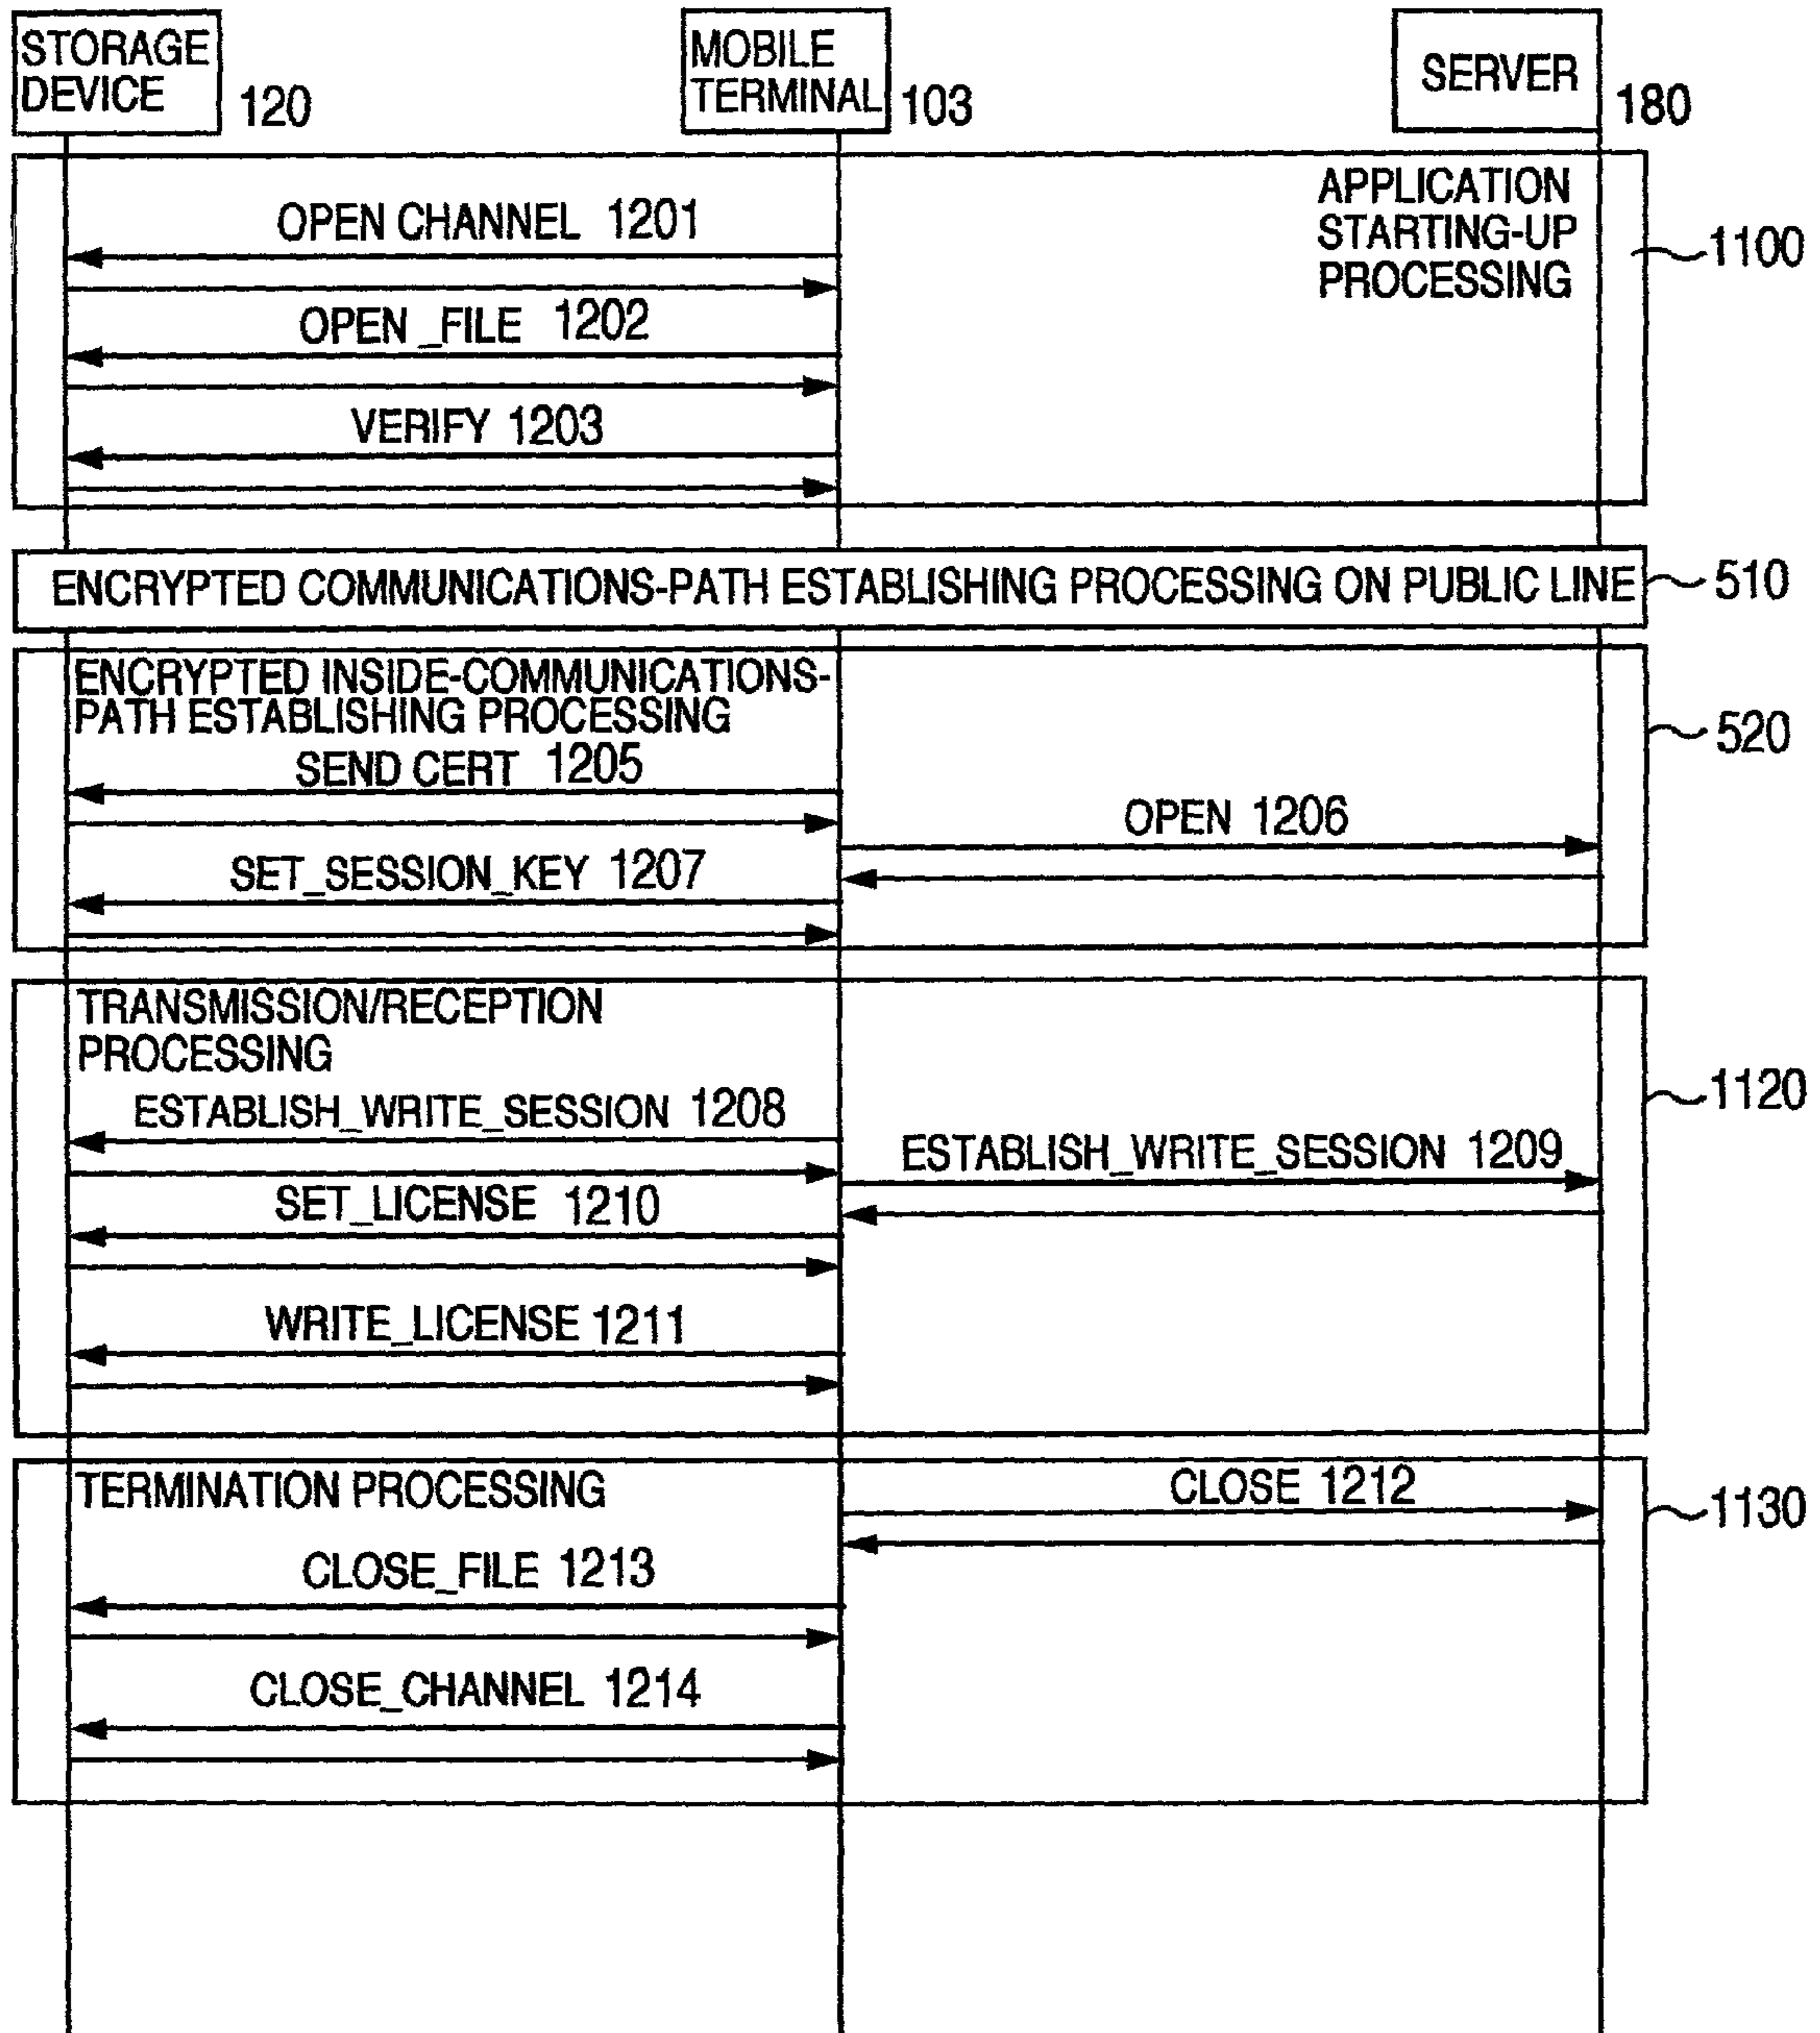 STORAGE
DEVICE
120
MOBILE
TERMINAL
103
SERVER
180
APPLICATION
STARTING-UP
PROCESSING
1100
OPEN CHANNEL 1201
OPEN _FILE 1202
VERIFY 1203
ENCRYPTED COMMUNICATIONS-PATH ESTABLISHING PROCESSING ON PUBLIC LINE
510
ENCRYPTED INSIDE-COMMUNICATIONS-
PATH ESTABLISHING PROCESSING
520
SEND CERT 1205
OPEN 1206
SET_SESSION_KEY 1207
TRANSMISSION/RECEPTION
PROCESSING
1120
ESTABLISH_WRITE_SESSION 1208
ESTABLISH_WRITE_SESSION 1209
SET_LICENSE 1210
WRITE_LICENSE 1211
TERMINATION PROCESSING
CLOSE 1212
1130
CLOSE_FILE 1213
CLOSE_CHANNEL 1214